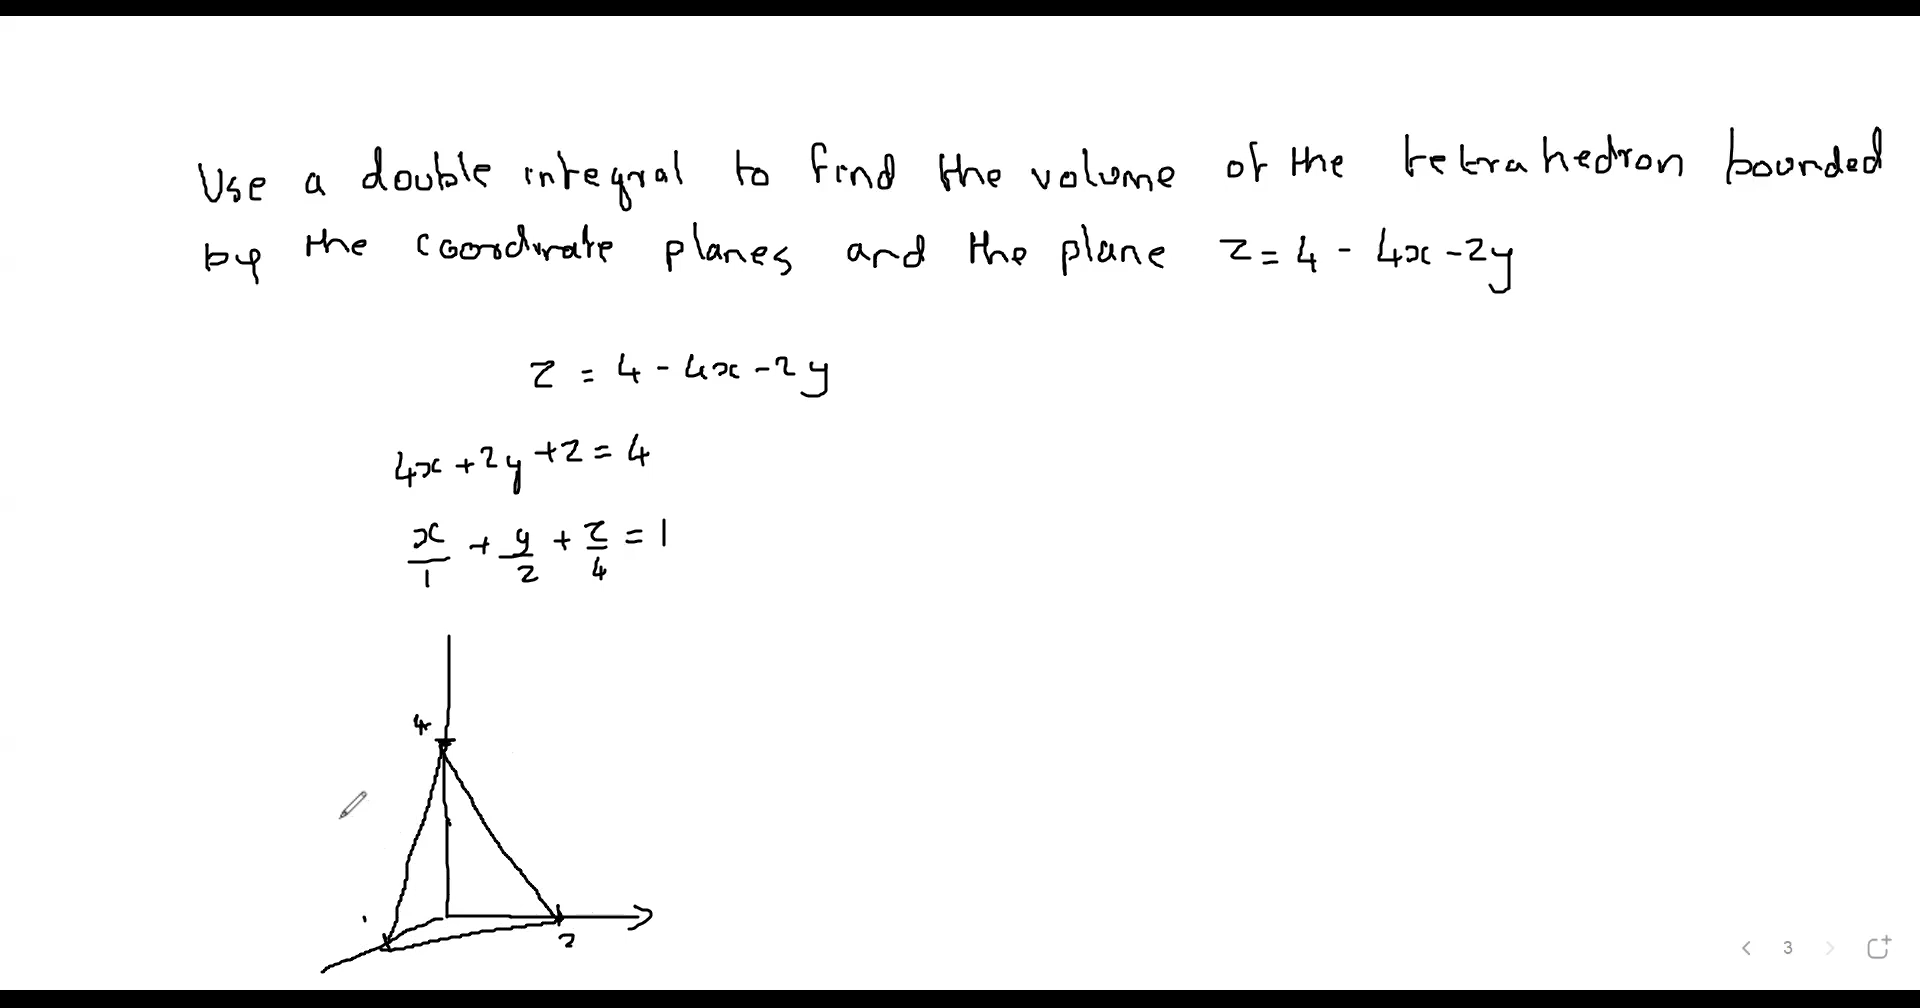 Use a double integral to find the volume of the tetrahedron bounded
by the coordinate planes and the plane z = 4 - 4x - 2y
z = 4 - 4x - 2y
4x + 2y + z = 4
x/1 + y/2 + z/4 = 1
4
2
3